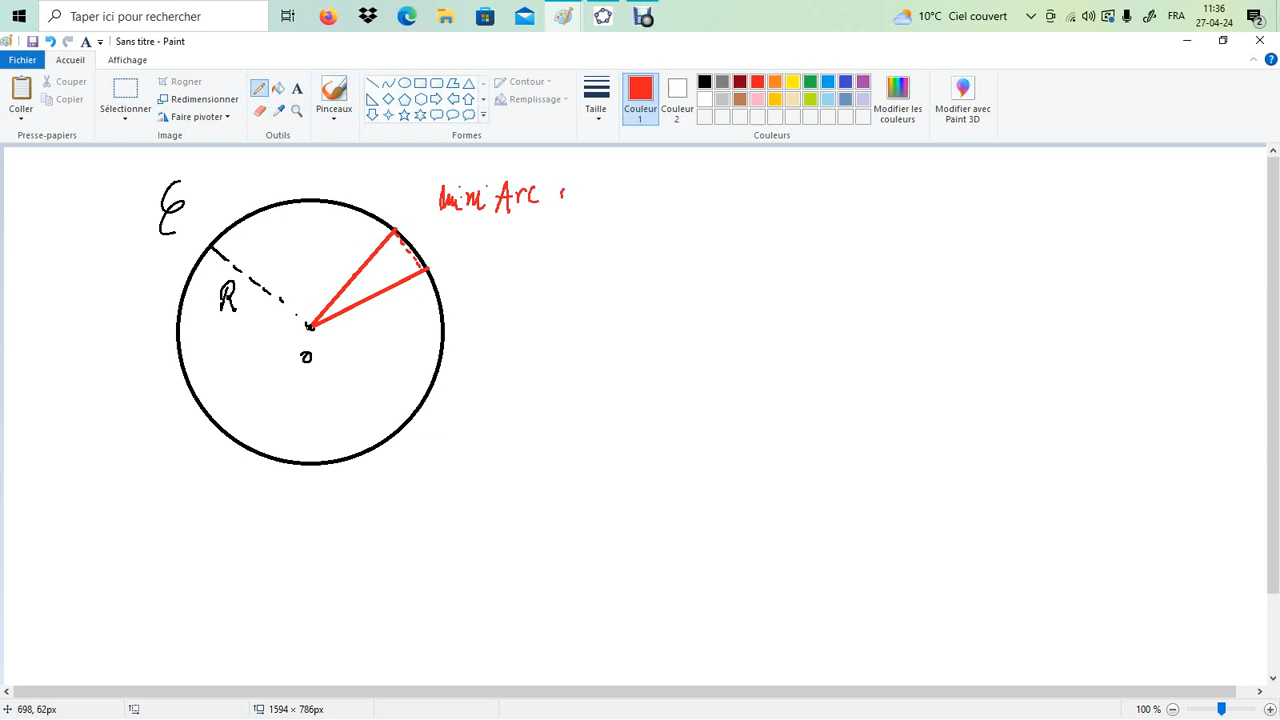 Taper ici pour rechercher
10°C Ciel couvert
FRA
11:36
27-04-24
2
Sans titre - Paint
Fichier
Accueil
Affichage
Coller
Couper
Copier
Presse-papiers
Sélectionner
Rogner
Redimensionner
Faire pivoter
Image
A
Outils
Pinceaux
Contour
Remplissage
Formes
Taille
Couleur 1
Couleur 2
Modifier les couleurs
Couleurs
Modifier avec Paint 3D
mini Arc
R
o
698, 62px
1594 × 786px
100 %